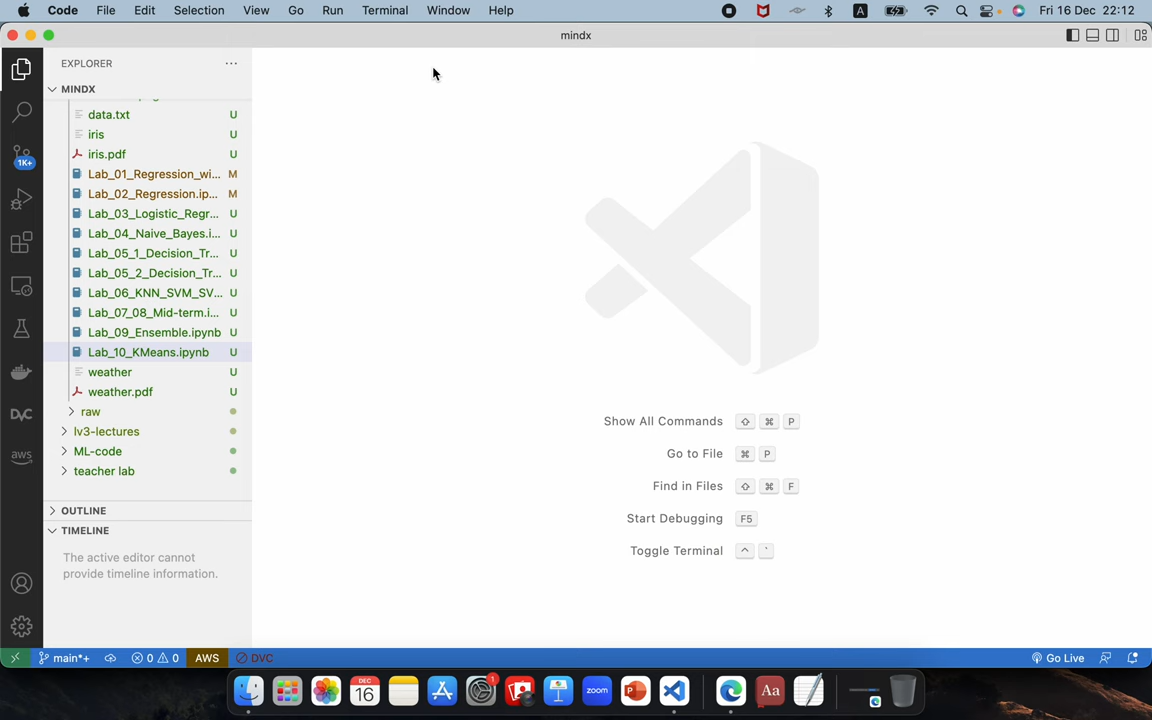 Code File Edit Selection View Go Run Terminal Window Help A Fri 16 Dec 22:12
mindx
EXPLORER
MINDX
data.txt U
iris U
iris.pdf U
Lab_01_Regression_wi... M
Lab_02_Regression.ip... M
Lab_03_Logistic_Regr... U
Lab_04_Naive_Bayes.i... U
Lab_05_1_Decision_Tr... U
Lab_05_2_Decision_Tr... U
Lab_06_KNN_SVM_SV... U
Lab_07_08_Mid-term.i... U
Lab_09_Ensemble.ipynb U
Lab_10_KMeans.ipynb U
weather U
weather.pdf U
raw
lv3-lectures
ML-code
teacher lab
OUTLINE
TIMELINE
The active editor cannot
provide timeline information.
1K+
DVC
aws
Show All Commands ⇧ ⌘ P
Go to File ⌘ P
Find in Files ⇧ ⌘ F
Start Debugging F5
Toggle Terminal ^ `
main*+ 0 0 AWS DVC Go Live
DEC
16
1
zoom
Aa